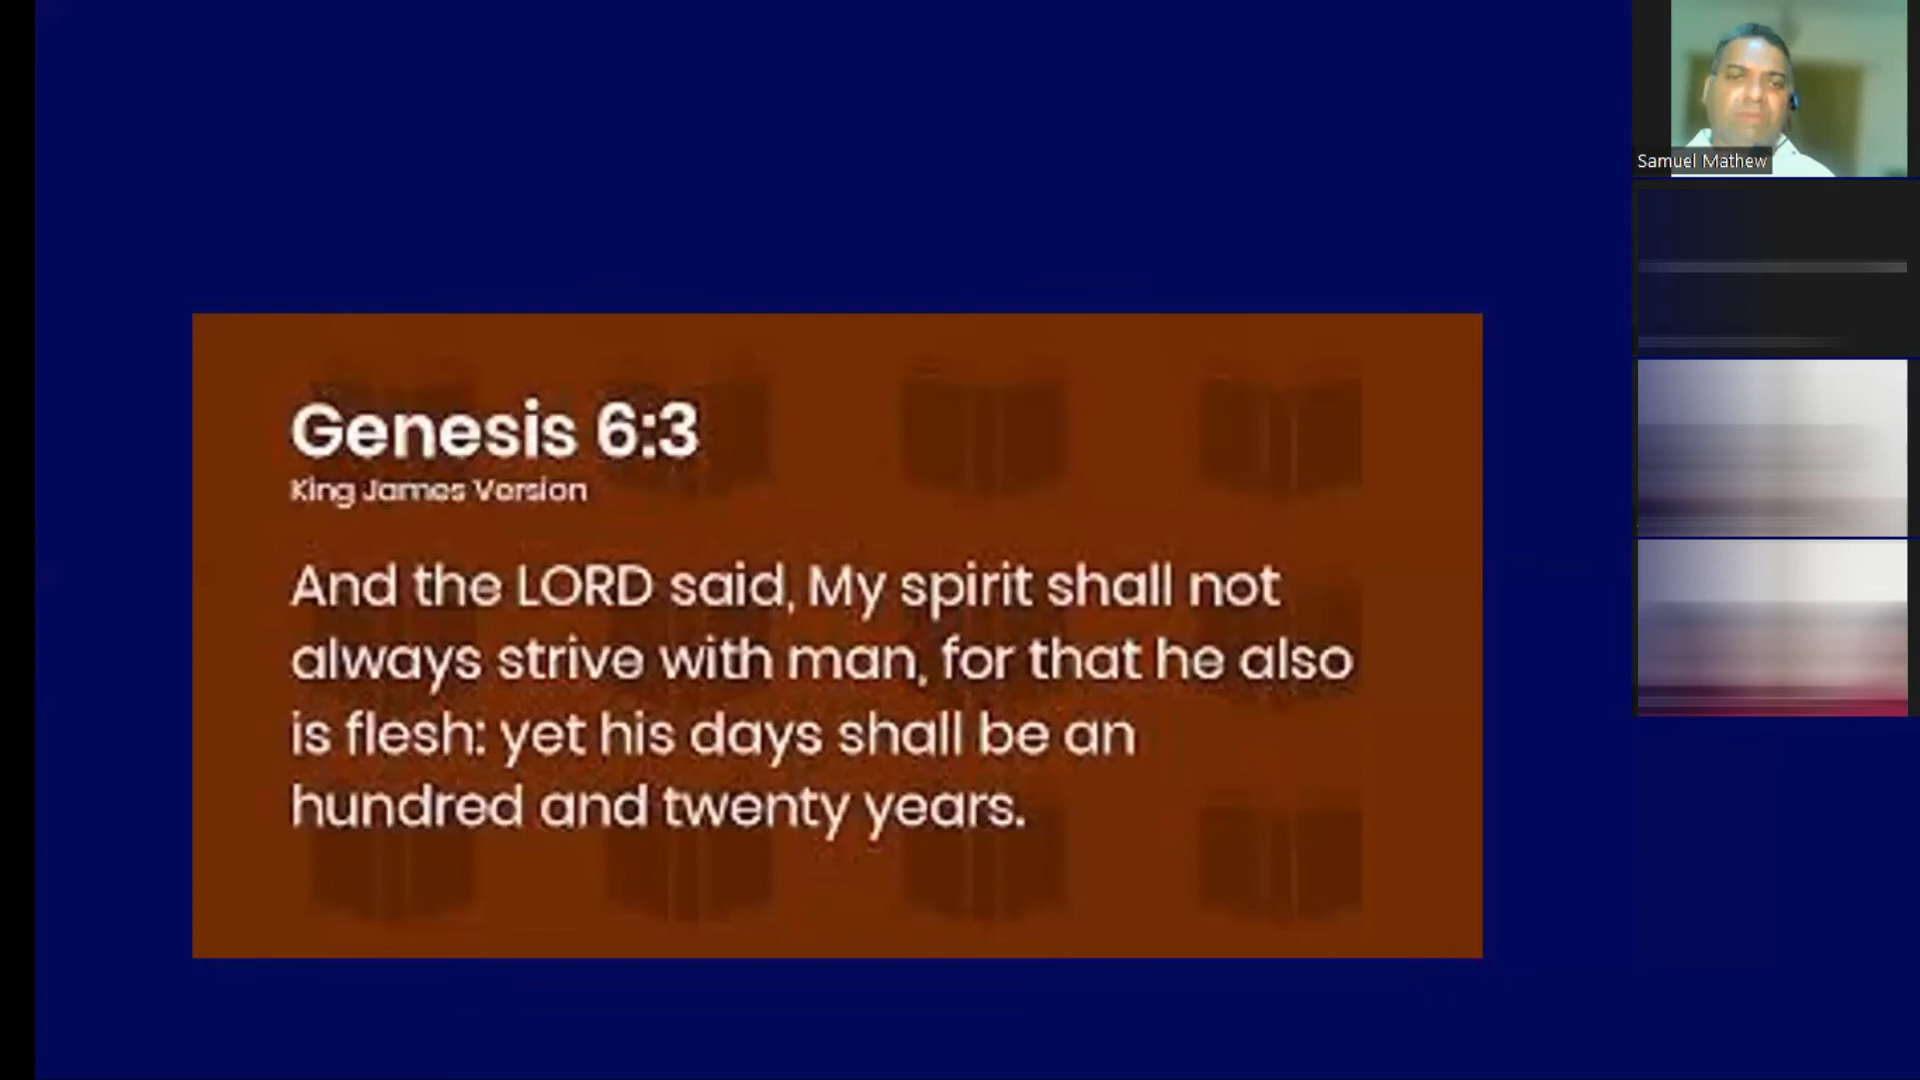 Genesis 6:3
King James Version
And the LORD said, My spirit shall not
always strive with man, for that he also
is flesh: yet his days shall be an
hundred and twenty years.
Samuel Mathew